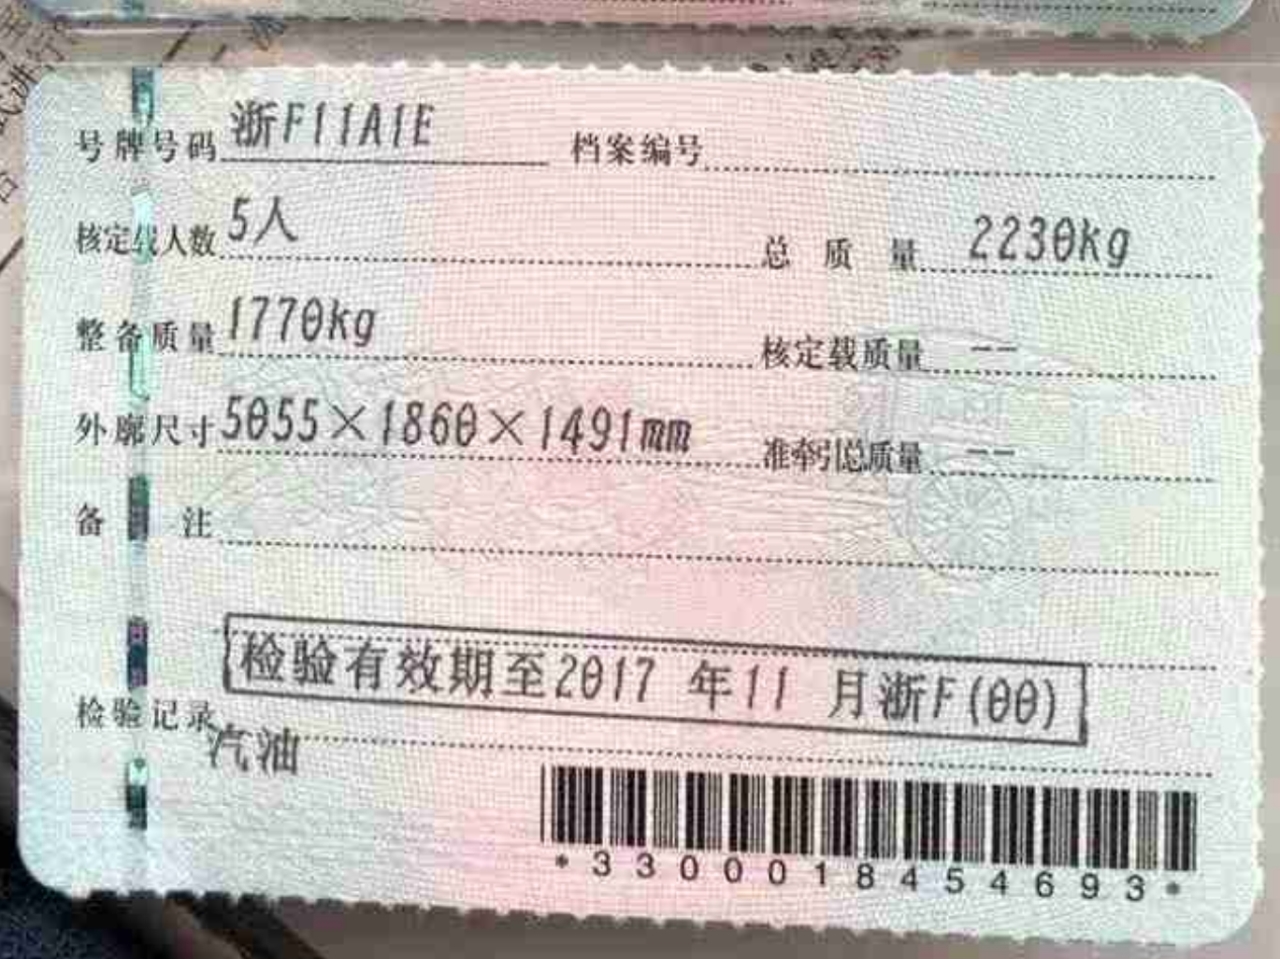 号牌号码 浙F11A1E 档案编号
核定载人数 5人 总质量 2230kg
整备质量 1770kg 核定载质量 --
外廓尺寸 5055×1860×1491mm 准牵引总质量 --
备注
检验有效期至2017 年11 月浙F(00)
检验记录
汽油
*3300018454693*